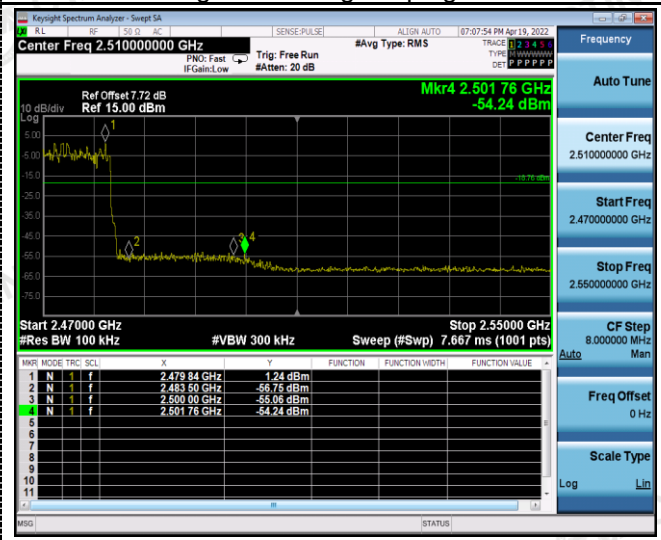 Keysight Spectrum Analyzer - Swept SA
RL RF 50 Ω AC SENSE:PULSE ALIGN AUTO 07:07:54 PM Apr 19, 2022
Center Freq 2.510000000 GHz
PNO: Fast
IFGain:Low
Trig: Free Run
#Atten: 20 dB
#Avg Type: RMS
TRACE 1 2 3 4 5 6
TYPE M W W W W W
DET P P P P P P
Mkr4 2.501 76 GHz
-54.24 dBm
Ref Offset 7.72 dB
10 dB/div Ref 15.00 dBm
Log
5.00
-5.00
-15.0
-25.0
-35.0
-45.0
-55.0
-65.0
-75.0
1
2
3 4
-18.76 dBm
Start 2.47000 GHz Stop 2.55000 GHz
#Res BW 100 kHz #VBW 300 kHz Sweep (#Swp) 7.667 ms (1001 pts)
MKR MODE TRC SCL X Y FUNCTION FUNCTION WIDTH FUNCTION VALUE
1 N 1 f 2.479 84 GHz 1.24 dBm
2 N 1 f 2.483 50 GHz -56.75 dBm
3 N 1 f 2.500 00 GHz -55.06 dBm
4 N 1 f 2.501 76 GHz -54.24 dBm
5
6
7
8
9
10
11
MSG STATUS
Frequency
Auto Tune
Center Freq
2.510000000 GHz
Start Freq
2.470000000 GHz
Stop Freq
2.550000000 GHz
CF Step
8.000000 MHz
Auto Man
Freq Offset
0 Hz
Scale Type
Log Lin